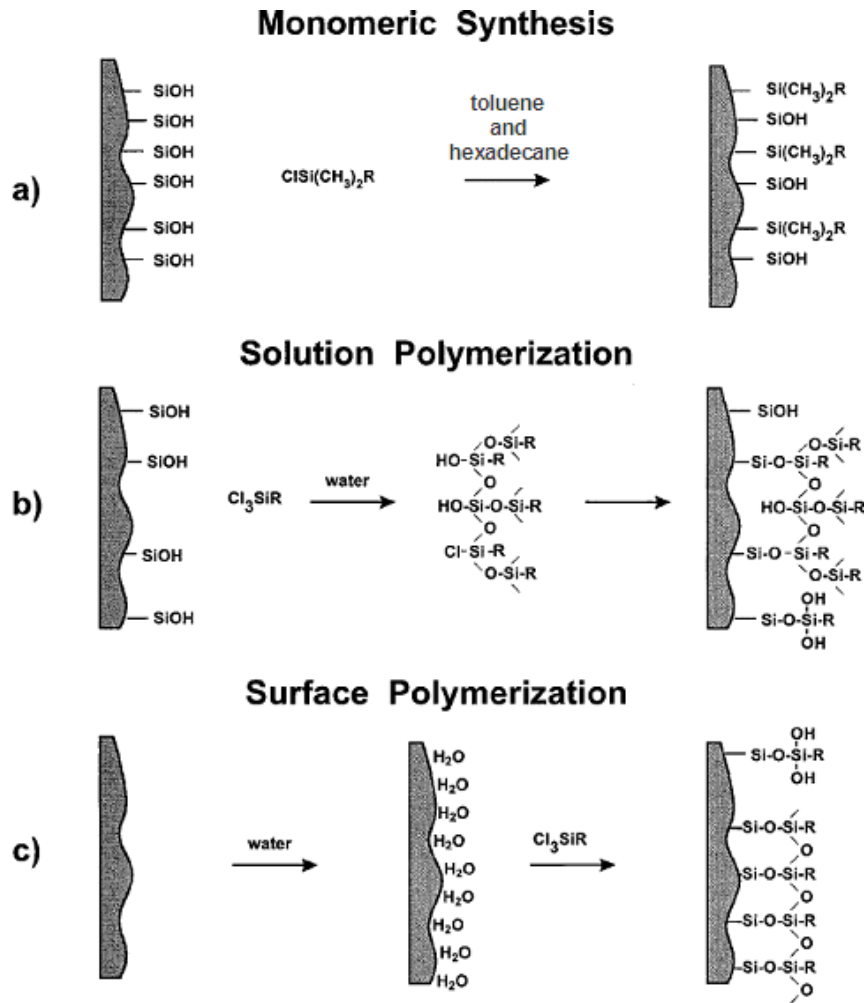 Monomeric Synthesis
a)
SiOH
SiOH
SiOH
SiOH
SiOH
SiOH
ClSi(CH3)2R
toluene
and
hexadecane
Si(CH3)2R
SiOH
Si(CH3)2R
SiOH
Si(CH3)2R
SiOH
Solution Polymerization
b)
SiOH
SiOH
SiOH
SiOH
Cl3SiR
water
O-Si-R
HO-Si-R
O
HO-Si-O-Si-R
O
Cl-Si-R
O-Si-R
SiOH
O-Si-R
Si-O-Si-R
O
HO-Si-O-Si-R
O
Si-O-Si-R
O-Si-R
OH
Si-O-Si-R
OH
Surface Polymerization
c)
water
H2O
H2O
H2O
H2O
H2O
H2O
H2O
H2O
H2O
Cl3SiR
OH
Si-O-Si-R
OH
Si-O-Si-R
O
Si-O-Si-R
O
Si-O-Si-R
O
Si-O-Si-R
O